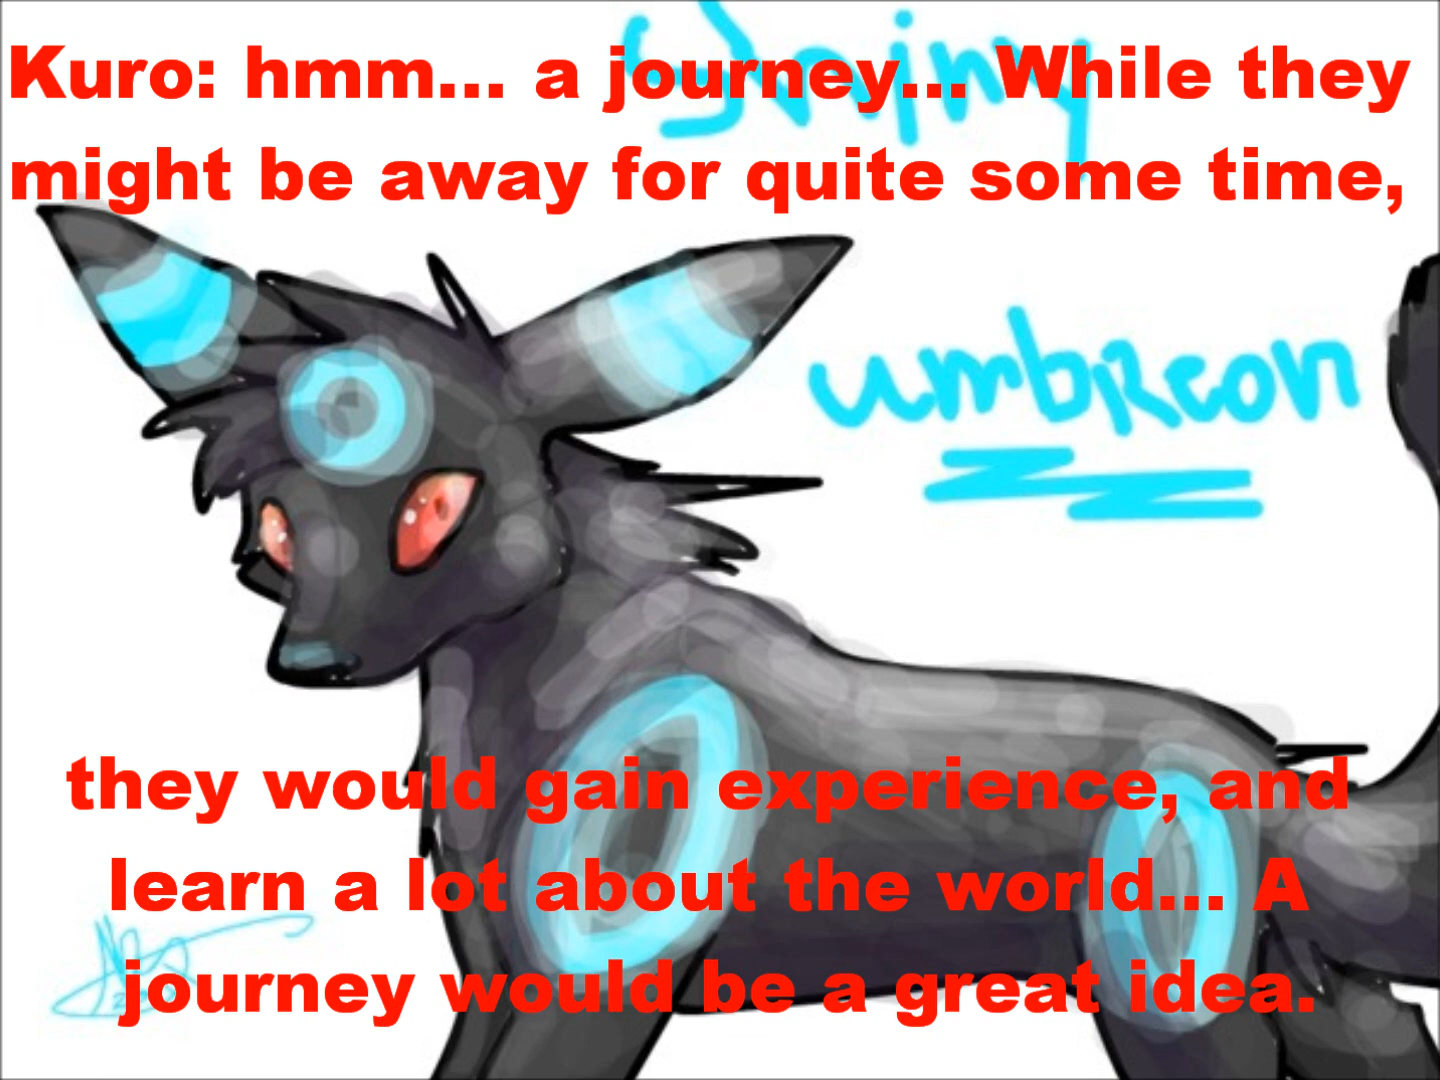 Shiny
Kuro: hmm... a journey... While they
might be away for quite some time,
umbreon
they would gain experience, and
learn a lot about the world... A
journey would be a great idea.